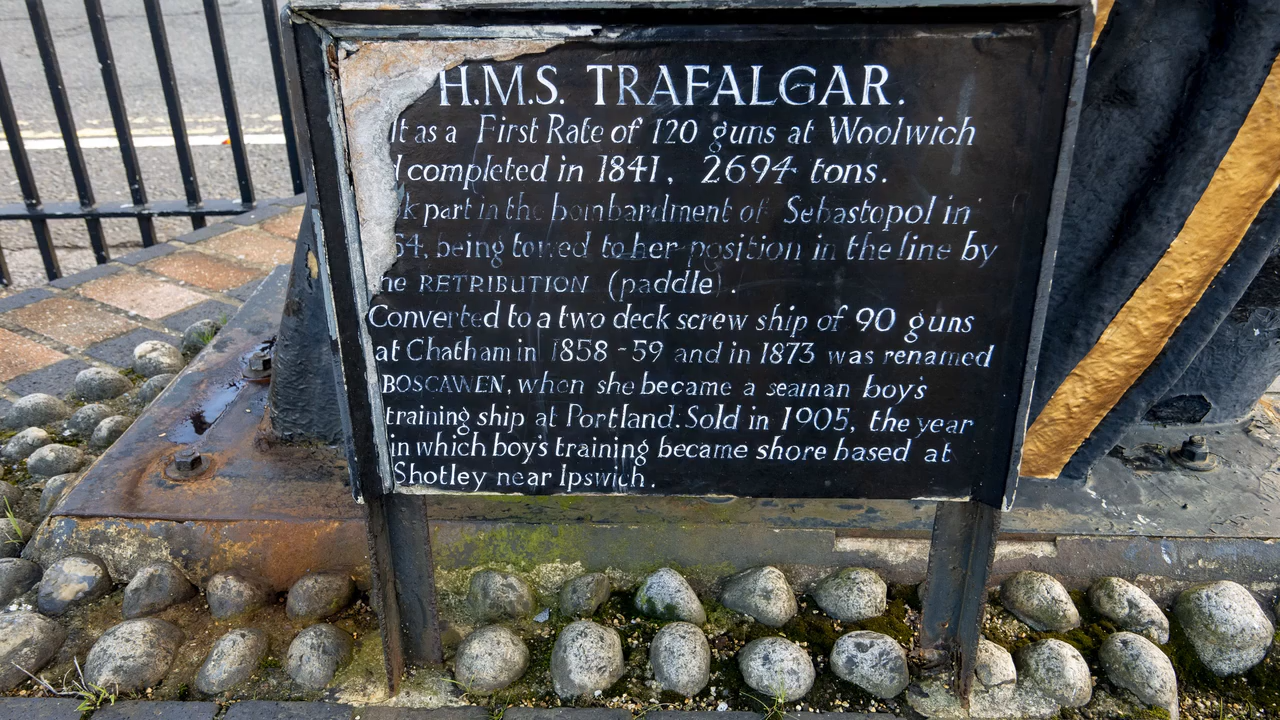 H.M.S. TRAFALGAR.
lt as a First Rate of 120 guns at Woolwich
d completed in 1841, 2694 tons.
k part in the bombardment of Sebastopol in
54, being towed to her position in the line by
he RETRIBUTION (paddle).
Converted to a two deck screw ship of 90 guns
at Chatham in 1858-59 and in 1873 was renamed
BOSCAWEN, when she became a seaman boy's
training ship at Portland. Sold in 1905, the year
in which boy's training became shore based at
Shotley near Ipswich.